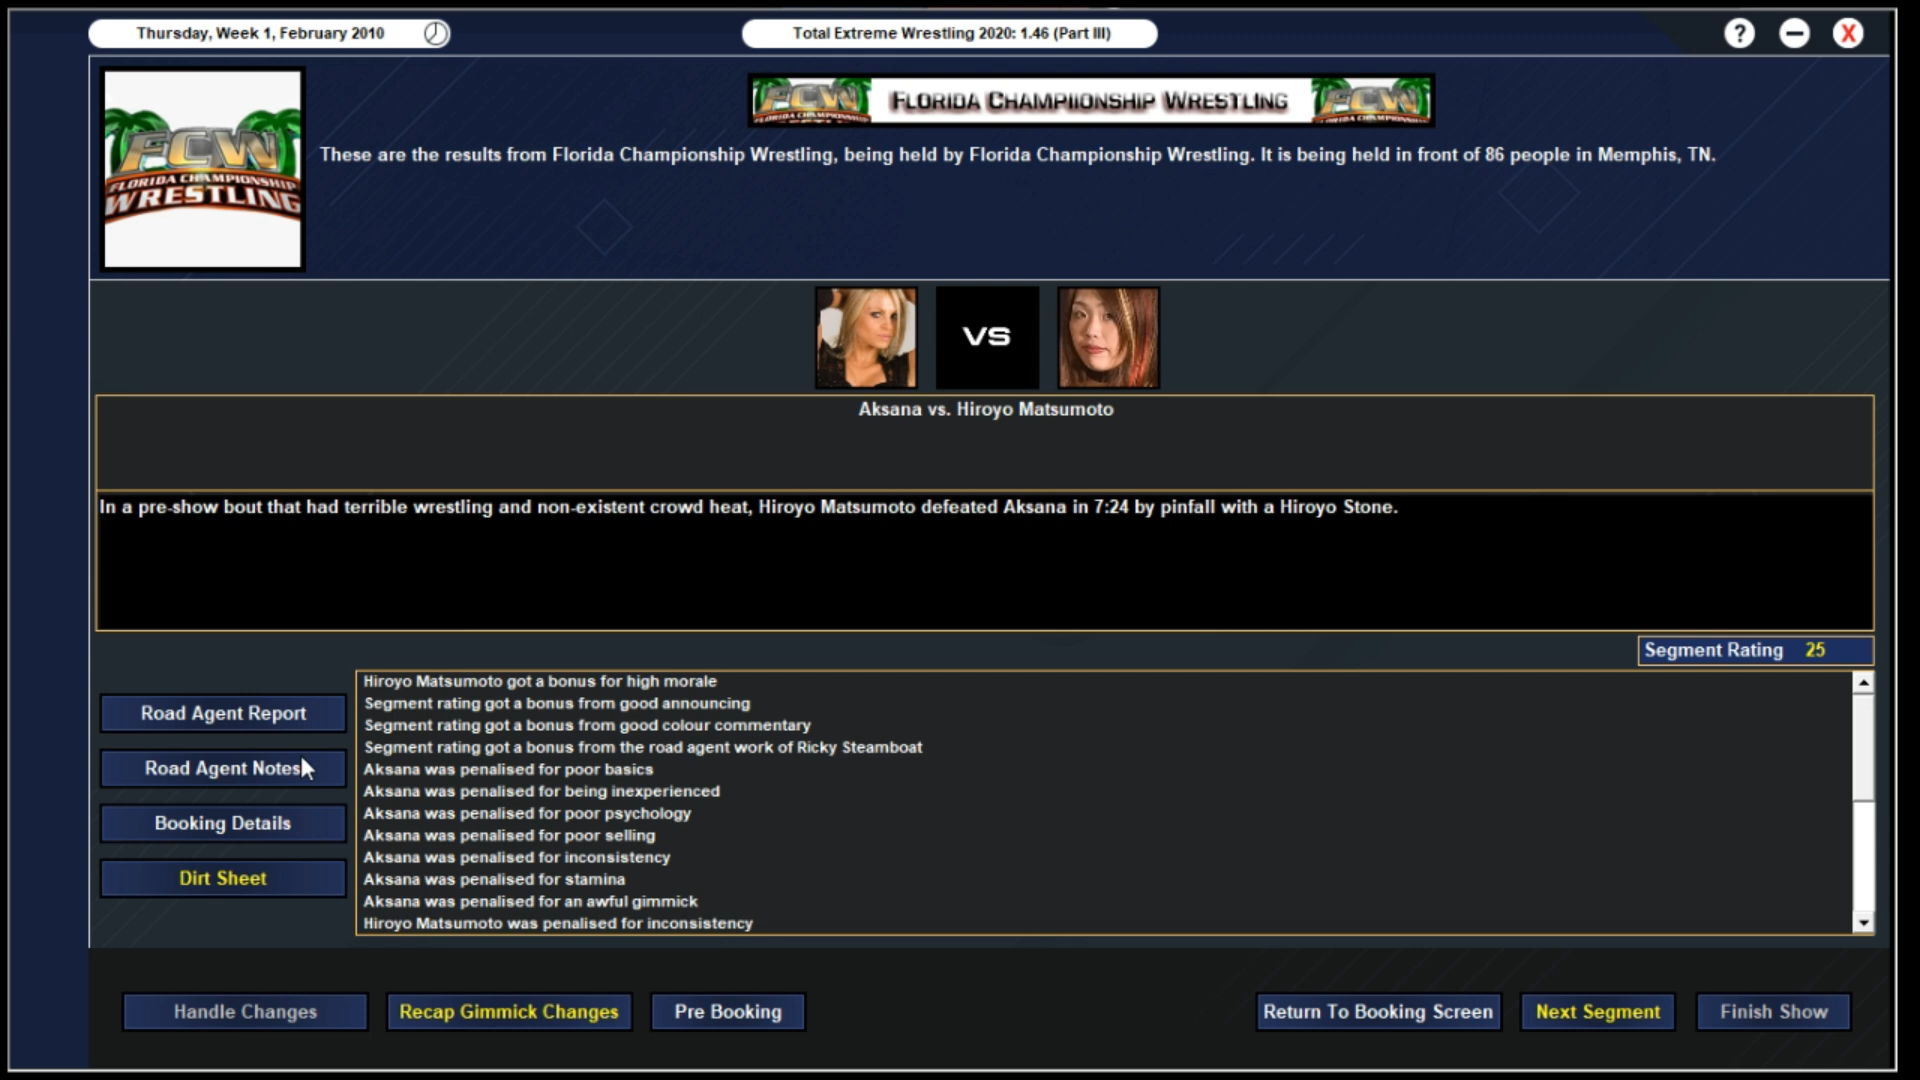 Thursday, Week 1, February 2010
Total Extreme Wrestling 2020: 1.46 (Part III)
?
X
FCW
FLORIDA CHAMPIONSHIP
WRESTLING
FCW
FLORIDA CHAMPIIONSHIP WRESTLING
FCW
These are the results from Florida Championship Wrestling, being held by Florida Championship Wrestling. It is being held in front of 86 people in Memphis, TN.
VS
Aksana vs. Hiroyo Matsumoto
In a pre-show bout that had terrible wrestling and non-existent crowd heat, Hiroyo Matsumoto defeated Aksana in 7:24 by pinfall with a Hiroyo Stone.
Segment Rating 25
Road Agent Report
Road Agent Notes
Booking Details
Dirt Sheet
Hiroyo Matsumoto got a bonus for high morale
Segment rating got a bonus from good announcing
Segment rating got a bonus from good colour commentary
Segment rating got a bonus from the road agent work of Ricky Steamboat
Aksana was penalised for poor basics
Aksana was penalised for being inexperienced
Aksana was penalised for poor psychology
Aksana was penalised for poor selling
Aksana was penalised for inconsistency
Aksana was penalised for stamina
Aksana was penalised for an awful gimmick
Hiroyo Matsumoto was penalised for inconsistency
Handle Changes
Recap Gimmick Changes
Pre Booking
Return To Booking Screen
Next Segment
Finish Show